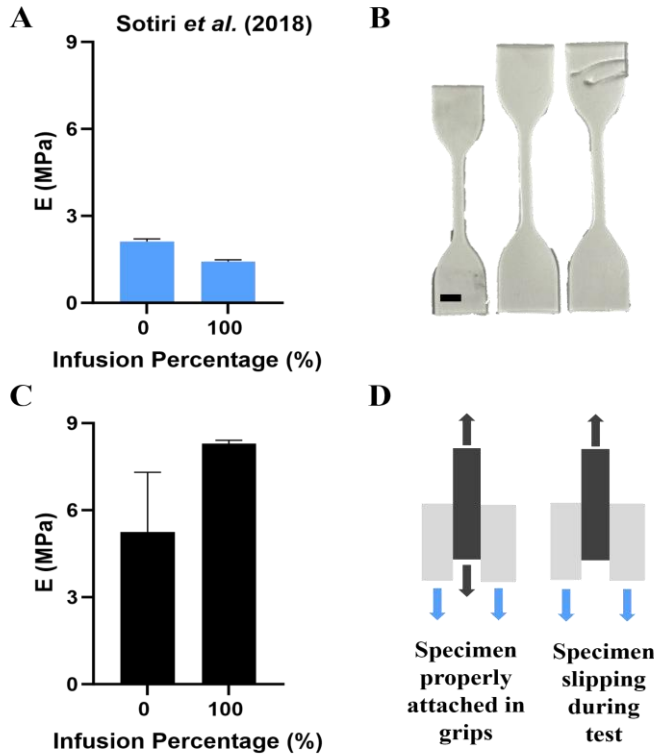 A
Sotiri et al. (2018)
9
6
3
0
E (MPa)
0 100
Infusion Percentage (%)
B
C
9
6
3
0
E (MPa)
0 100
Infusion Percentage (%)
D
Specimen
properly
attached in
grips
Specimen
slipping
during
test